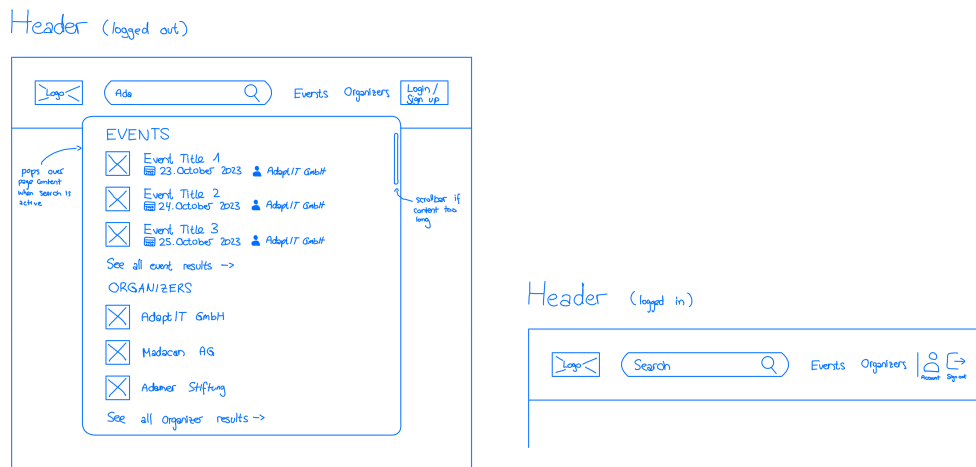 Header (logged out)
Logo
Ada
Events
Organizers
Login /
Sign up
EVENTS
Event Title 1
23. October 2023 AdaptIT GmbH
Event Title 2
24. October 2023 AdaptIT GmbH
Event Title 3
25. October 2023 AdaptIT GmbH
See all event results →
ORGANIZERS
AdaptIT GmbH
Madacan AG
Adamer Stiftung
See all Organizer results →
pops over
page content
when search is
active
scrollbar if
content too
long
Header (logged in)
Logo
Search
Events
Organizers
Account
Sign out